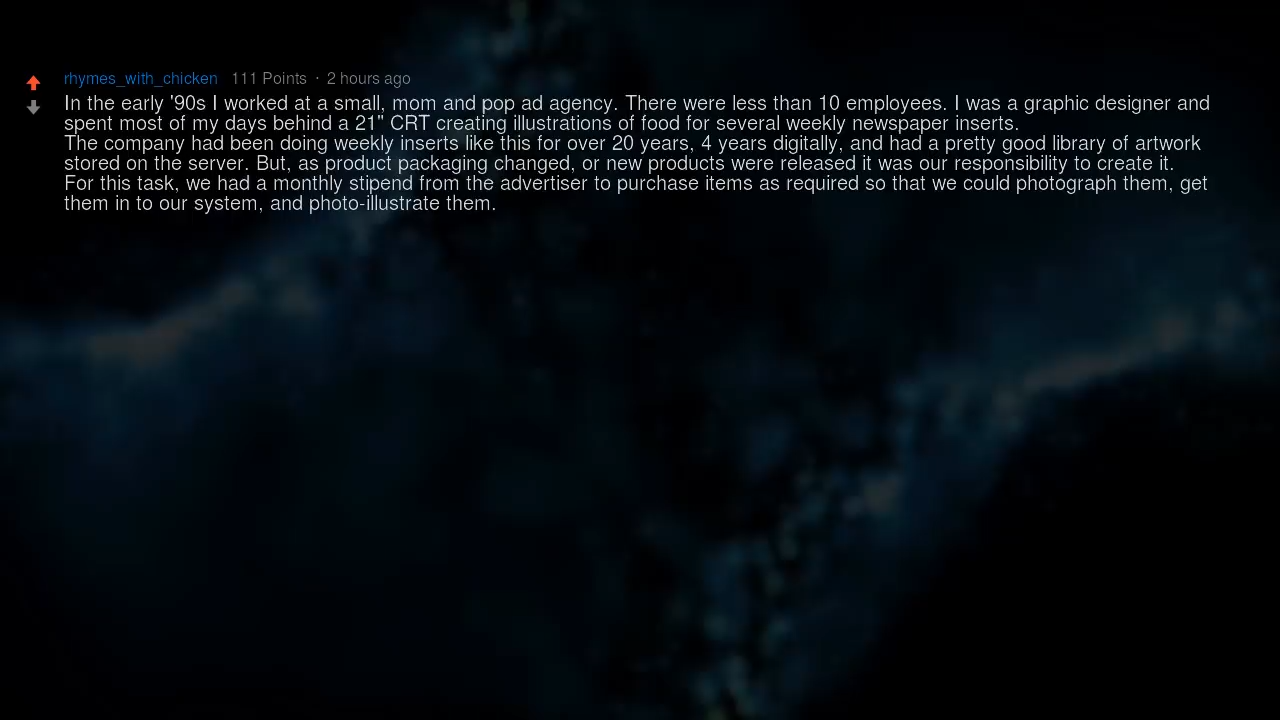 rhymes_with_chicken 111 Points · 2 hours ago
In the early '90s I worked at a small, mom and pop ad agency. There were less than 10 employees. I was a graphic designer and
spent most of my days behind a 21" CRT creating illustrations of food for several weekly newspaper inserts.
The company had been doing weekly inserts like this for over 20 years, 4 years digitally, and had a pretty good library of artwork
stored on the server. But, as product packaging changed, or new products were released it was our responsibility to create it.
For this task, we had a monthly stipend from the advertiser to purchase items as required so that we could photograph them, get
them in to our system, and photo-illustrate them.